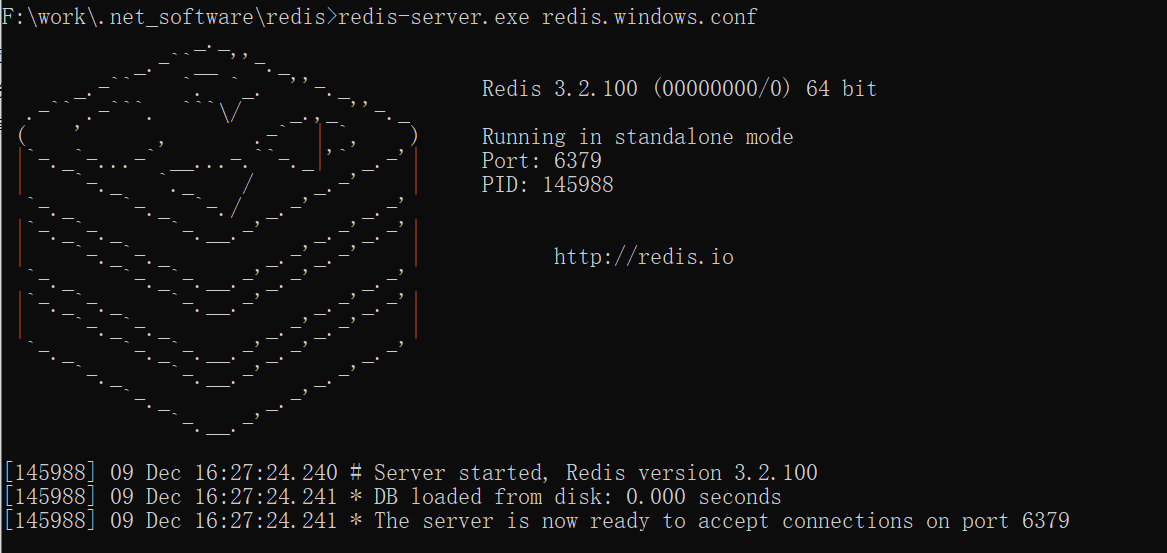 F:\work\.net_software\redis>redis-server.exe redis.windows.conf
Redis 3.2.100 (00000000/0) 64 bit
Running in standalone mode
Port: 6379
PID: 145988
http://redis.io
[145988] 09 Dec 16:27:24.240 # Server started, Redis version 3.2.100
[145988] 09 Dec 16:27:24.241 * DB loaded from disk: 0.000 seconds
[145988] 09 Dec 16:27:24.241 * The server is now ready to accept connections on port 6379